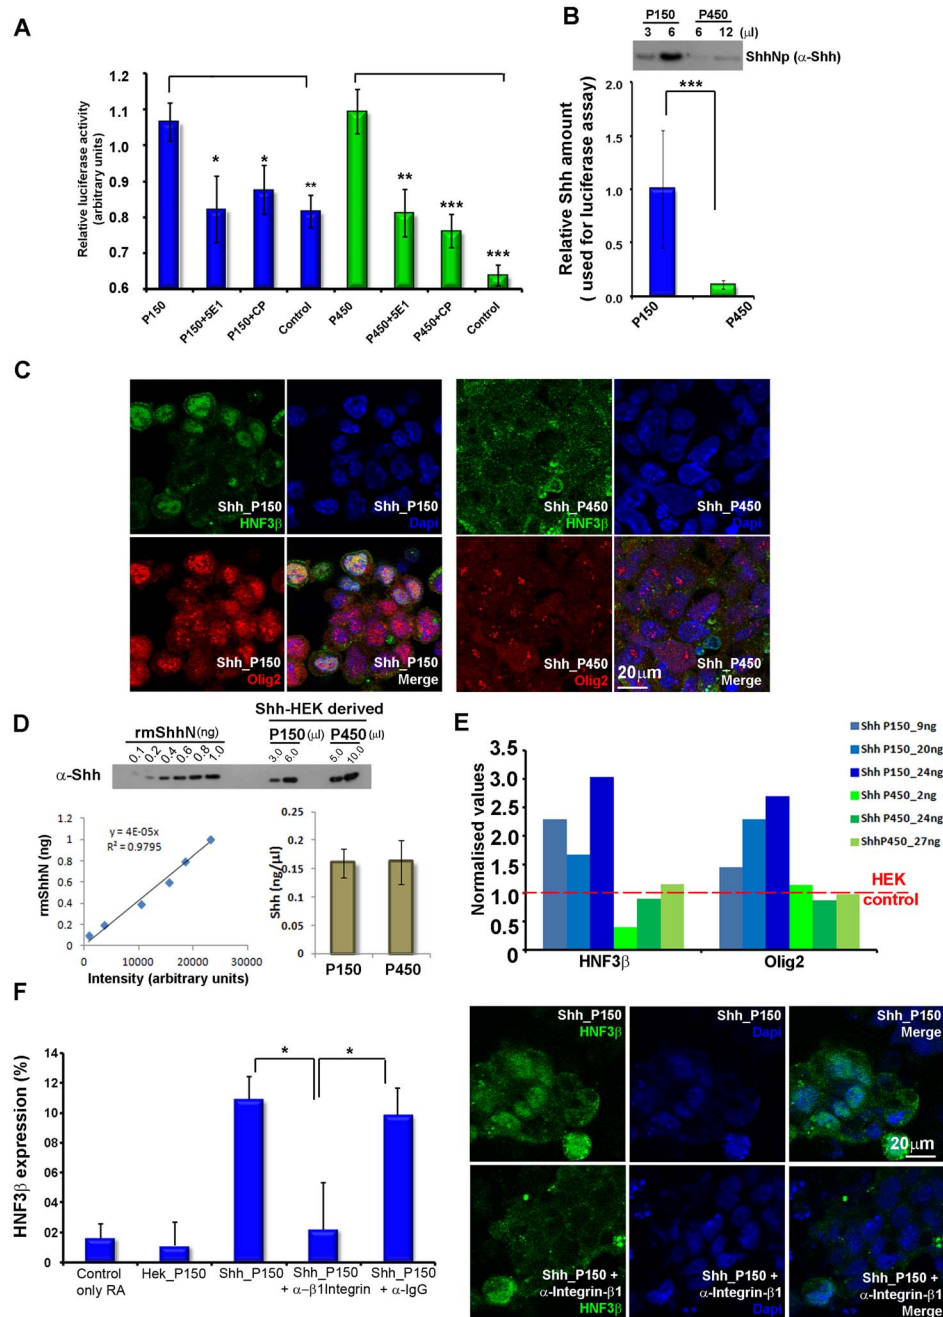 A
Relative luciferase activity
(arbitrary units)
1.2
1.1
1.0
0.9
0.8
0.7
0.6
*
*
**
**
***
***
P150
P150+5E1
P150+CP
Control
P450
P450+5E1
P450+CP
Control
B
P150 P450
3 6 6 12 (μl)
ShhNp (α-Shh)
Relative Shh amount
( used for luciferase assay)
2.0
1.5
1.0
0.5
0.0
***
P150
P450
C
Shh_P150
HNF3β
Shh_P150
Dapi
Shh_P150
Olig2
Shh_P150
Merge
Shh_P450
HNF3β
Shh_P450
Dapi
Shh_P450
Olig2
Shh_P450
Merge
20μm
D
rmShhN(ng)
0.1 0.2 0.4 0.6 0.8 1.0
Shh-HEK derived
P150 (μl) P450 (μl)
3.0 6.0 5.0 10.0
α-Shh
rmShhN (ng)
1.2
1
0.8
0.6
0.4
0.2
0
y = 4E-05x
R² = 0.9795
0 10000 20000 30000
Intensity (arbitrary units)
Shh (ng/μl)
0.25
0.2
0.15
0.1
0.05
0
P150 P450
E
Normalised values
3.5
3.0
2.5
2.0
1.5
1.0
0.5
0
HNF3β Olig2
HEK
control
Shh P150_9ng
Shh P150_20ng
Shh P150_24ng
Shh P450_2ng
Shh P450_24ng
ShhP450_27ng
F
HNF3β expression (%)
14
12
10
08
06
04
02
00
*
*
Control
only RA
Hek_P150
Shh_P150
Shh_P150
+ α-β1Integrin
Shh_P150
+ α-IgG
Shh_P150
HNF3β
Shh_P150
Dapi
Shh_P150
Merge
20μm
Shh_P150 +
α-Integrin-β1
HNF3β
Shh_P150 +
α-Integrin-β1
Dapi
Shh_P150 +
α-Integrin-β1
Merge